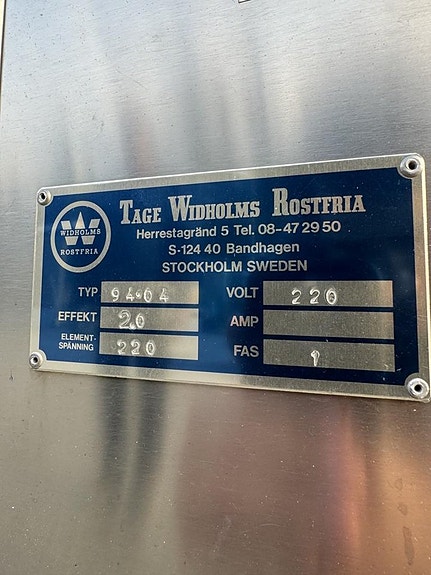 WIDHOLMS
ROSTFRIA
TAGE WIDHOLMS ROSTFRIA
Herrestagränd 5 Tel. 08-47 29 50
S-124 40 Bandhagen
STOCKHOLM SWEDEN
TYP 94.04 VOLT 220
EFFEKT 2.0 AMP
ELEMENT-
SPÄNNING 220 FAS 1